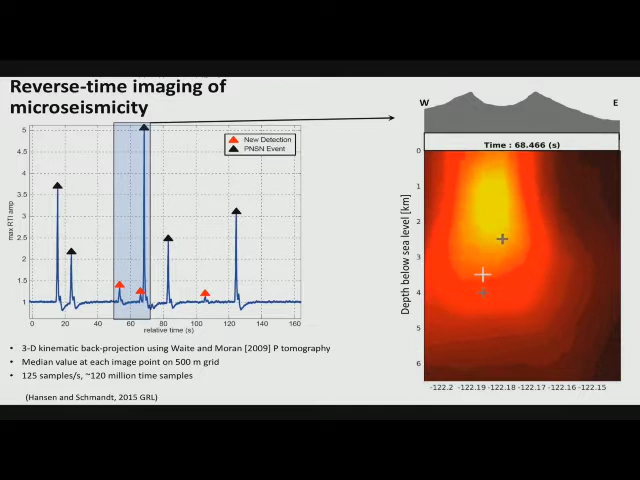 Reverse-time imaging of
microseismicity
New Detection
PNSN Event
max RTI amp
5
4.5
4
3.5
3
2.5
2
1.5
1
0
20
40
60
80
100
120
140
160
relative time (s)
W
E
Time : 68.466 (s)
Depth below sea level [km]
0
1
2
3
4
5
6
-122.2 -122.19 -122.18 -122.17 -122.16 -122.15
• 3-D kinematic back-projection using Waite and Moran [2009] P tomography
• Median value at each image point on 500 m grid
• 125 samples/s, ~120 million time samples
(Hansen and Schmandt, 2015 GRL)